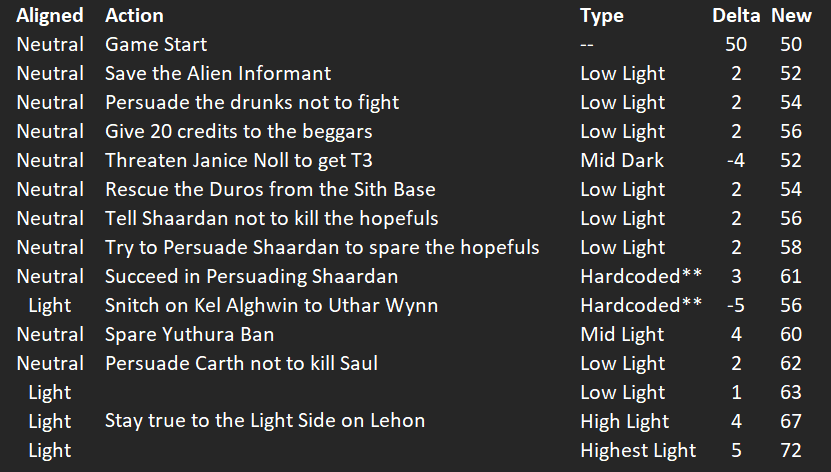 Aligned Action Type Delta New
Neutral Game Start -- 50 50
Neutral Save the Alien Informant Low Light 2 52
Neutral Persuade the drunks not to fight Low Light 2 54
Neutral Give 20 credits to the beggars Low Light 2 56
Neutral Threaten Janice Noll to get T3 Mid Dark -4 52
Neutral Rescue the Duros from the Sith Base Low Light 2 54
Neutral Tell Shaardan not to kill the hopefuls Low Light 2 56
Neutral Try to Persuade Shaardan to spare the hopefuls Low Light 2 58
Neutral Succeed in Persuading Shaardan Hardcoded** 3 61
Light Snitch on Kel Alghwin to Uthar Wynn Hardcoded** -5 56
Neutral Spare Yuthura Ban Mid Light 4 60
Neutral Persuade Carth not to kill Saul Low Light 2 62
Light Low Light 1 63
Light Stay true to the Light Side on Lehon High Light 4 67
Light Highest Light 5 72